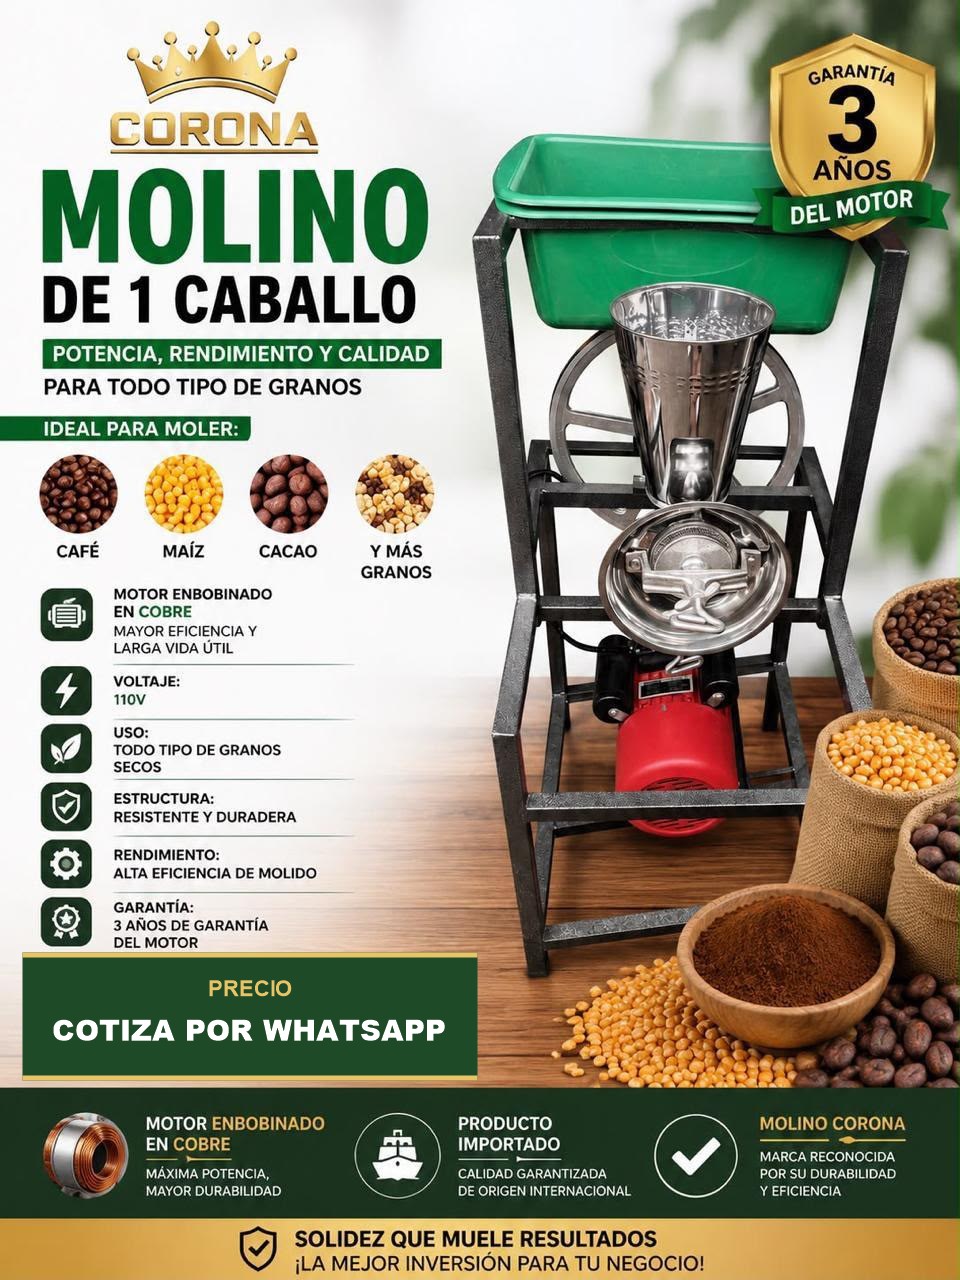 CORONA
MOLINO
DE 1 CABALLO
POTENCIA, RENDIMIENTO Y CALIDAD
PARA TODO TIPO DE GRANOS
IDEAL PARA MOLER:
CAFÉ
MAÍZ
CACAO
Y MÁS
GRANOS
MOTOR ENBOBINADO
EN COBRE
MAYOR EFICIENCIA Y
LARGA VIDA ÚTIL
VOLTAJE:
110V
USO:
TODO TIPO DE GRANOS
SECOS
ESTRUCTURA:
RESISTENTE Y DURADERA
RENDIMIENTO:
ALTA EFICIENCIA DE MOLIDO
GARANTÍA:
3 AÑOS DE GARANTÍA
DEL MOTOR
GARANTÍA
3
AÑOS
DEL MOTOR
PRECIO
COTIZA POR WHATSAPP
MOTOR ENBOBINADO
EN COBRE
MÁXIMA POTENCIA,
MAYOR DURABILIDAD
PRODUCTO
IMPORTADO
CALIDAD GARANTIZADA
DE ORIGEN INTERNACIONAL
MOLINO CORONA
MARCA RECONOCIDA
POR SU DURABILIDAD
Y EFICIENCIA
SOLIDEZ QUE MUELE RESULTADOS
¡LA MEJOR INVERSIÓN PARA TU NEGOCIO!